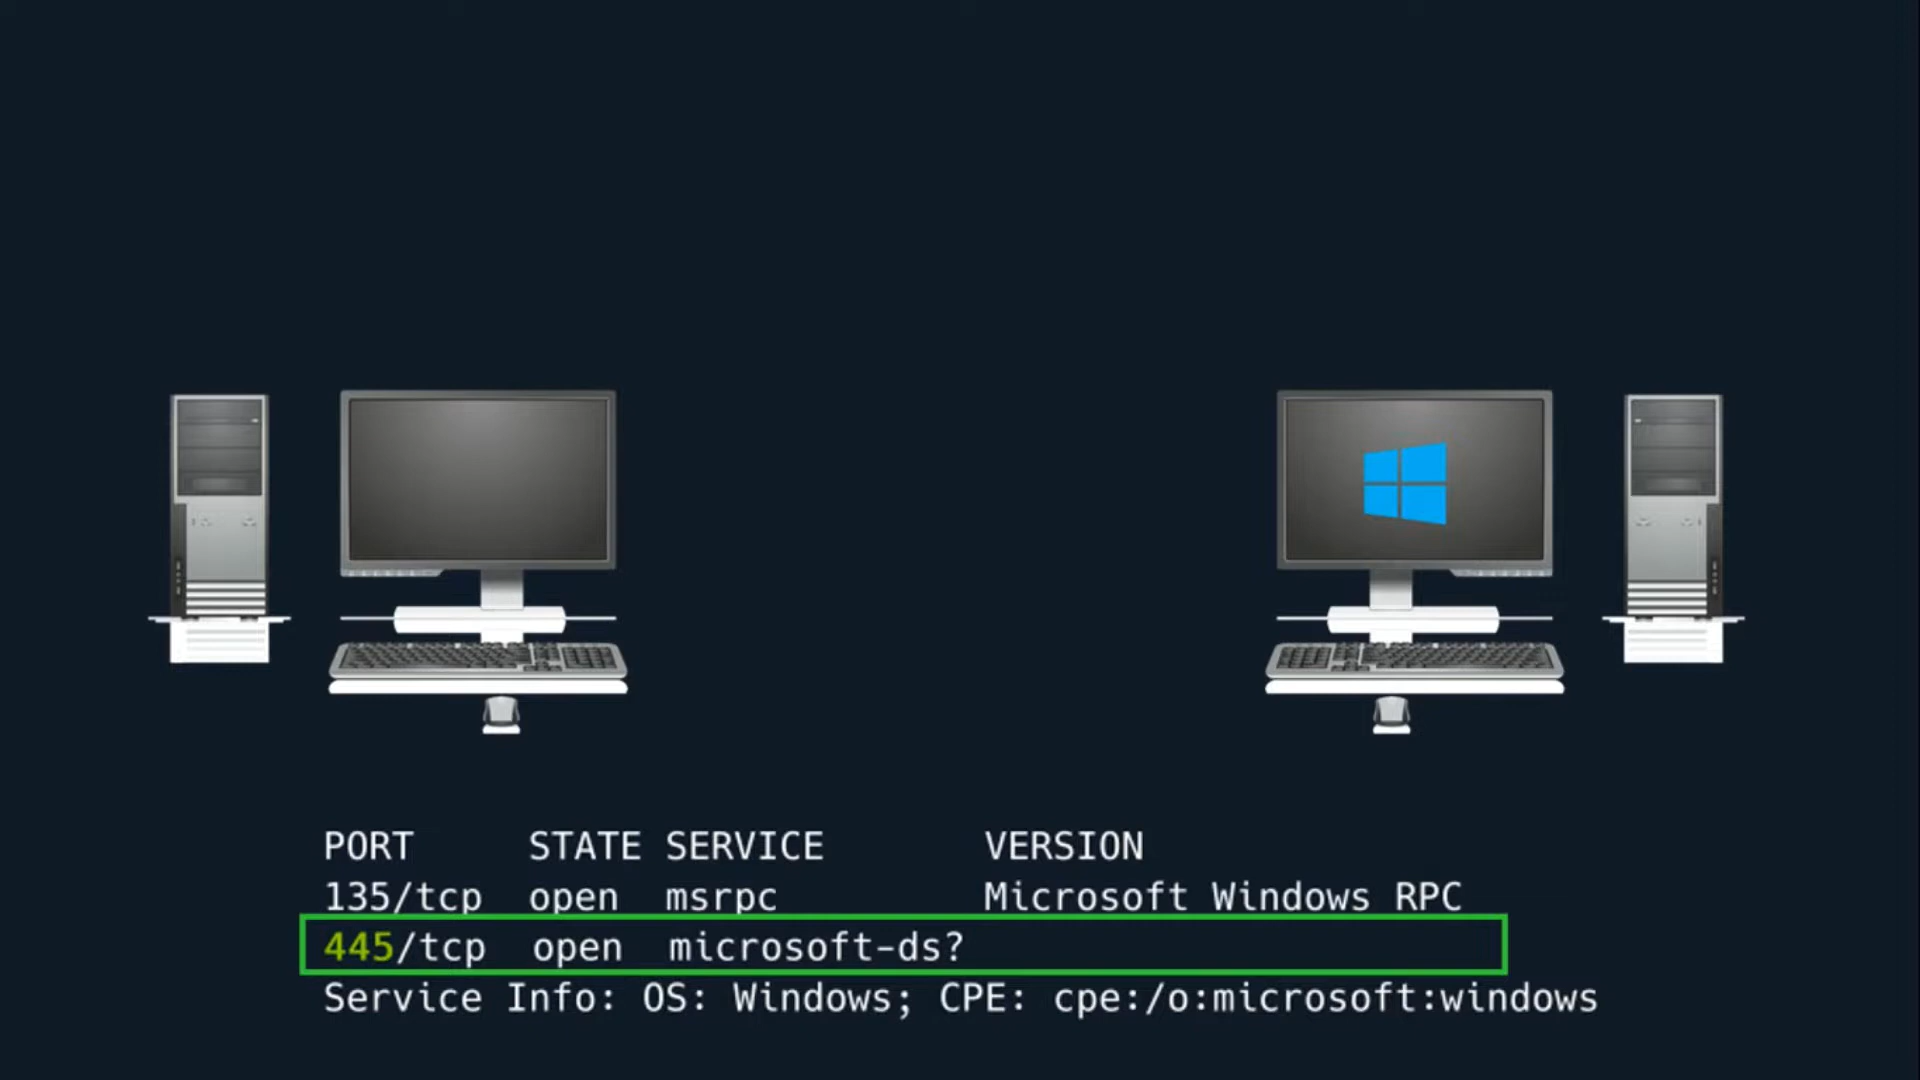 PORT STATE SERVICE VERSION
135/tcp open msrpc Microsoft Windows RPC
445/tcp open microsoft-ds?
Service Info: OS: Windows; CPE: cpe:/o:microsoft:windows